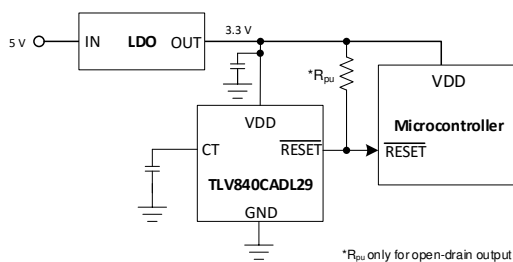 5 V
IN
LDO
OUT
3.3 V
*Rpu
VDD
CT
RESET
TLV840CADL29
GND
VDD
Microcontroller
RESET
*Rpu only for open-drain output